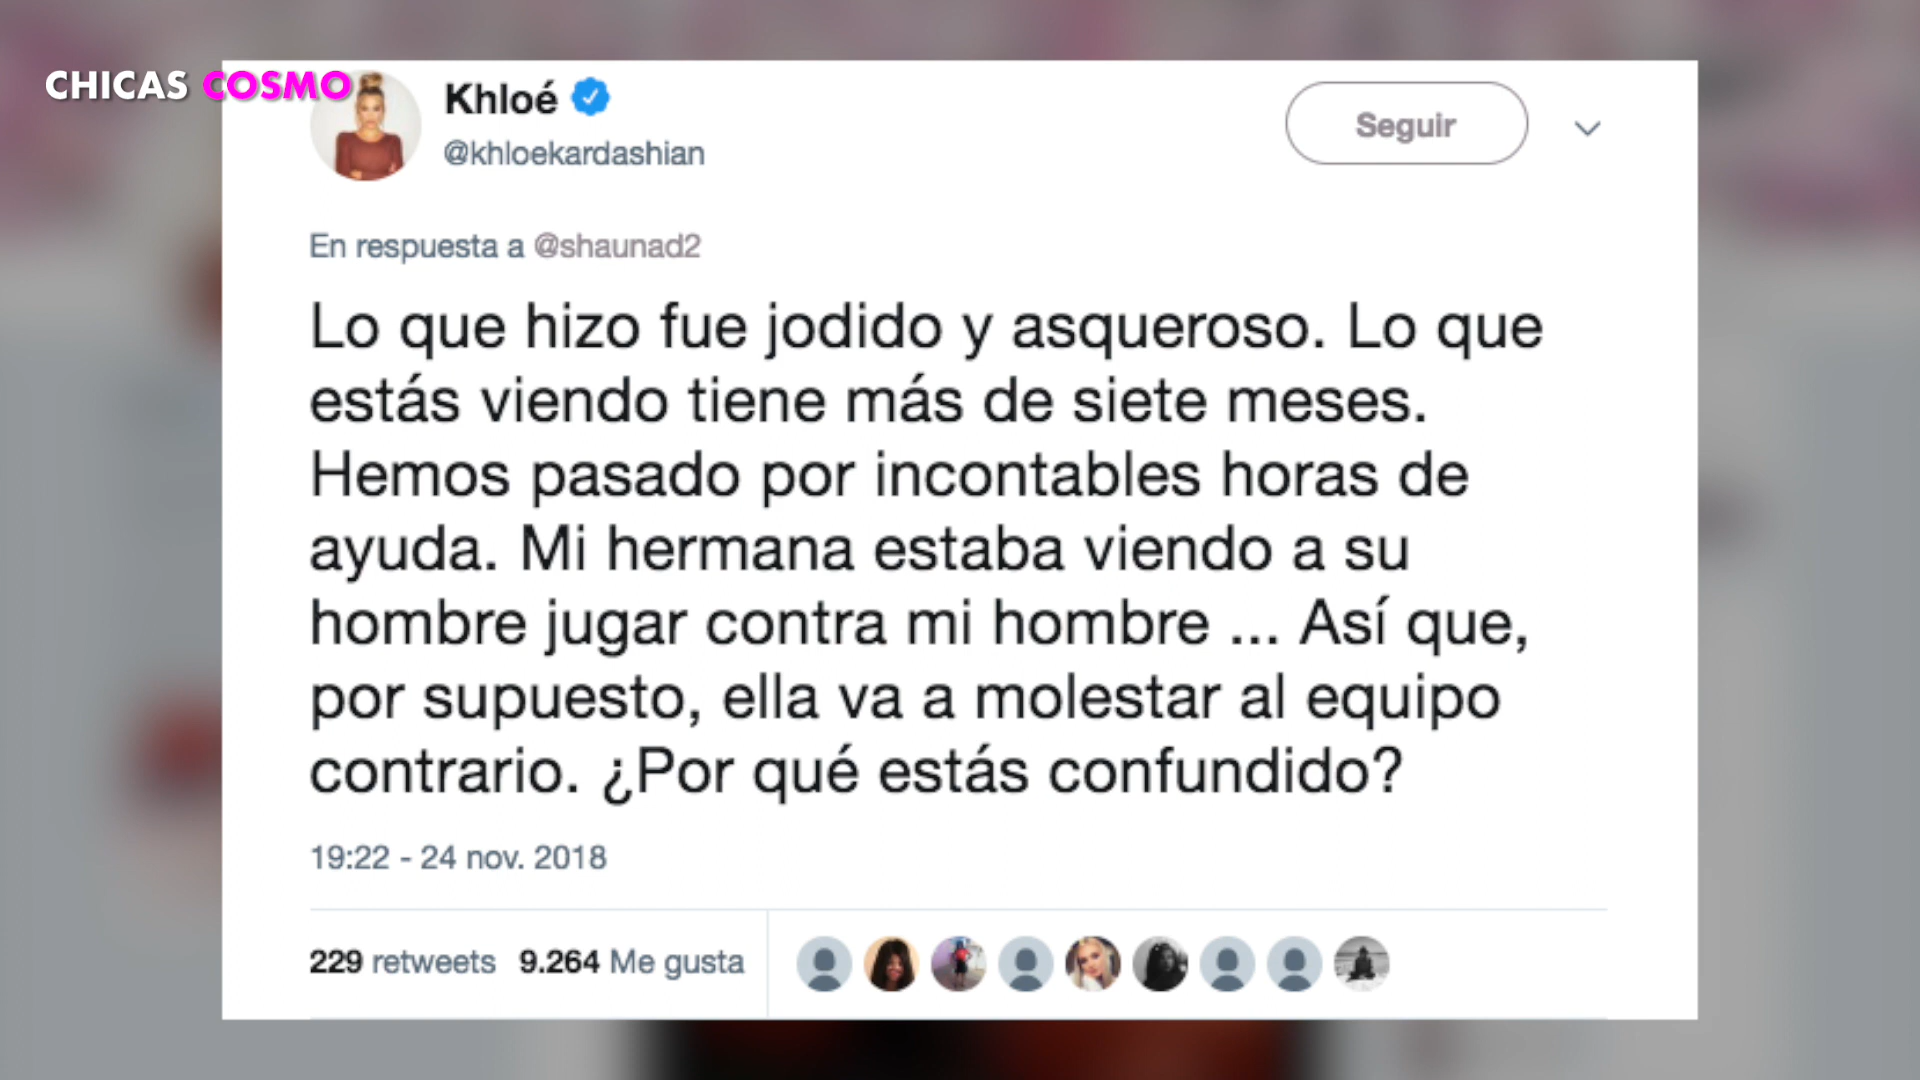 CHICAS COSMO
Khloé
@khloekardashian
Seguir
En respuesta a @shaunad2
Lo que hizo fue jodido y asqueroso. Lo que
estás viendo tiene más de siete meses.
Hemos pasado por incontables horas de
ayuda. Mi hermana estaba viendo a su
hombre jugar contra mi hombre ... Así que,
por supuesto, ella va a molestar al equipo
contrario. ¿Por qué estás confundido?
19:22 - 24 nov. 2018
229 retweets 9.264 Me gusta